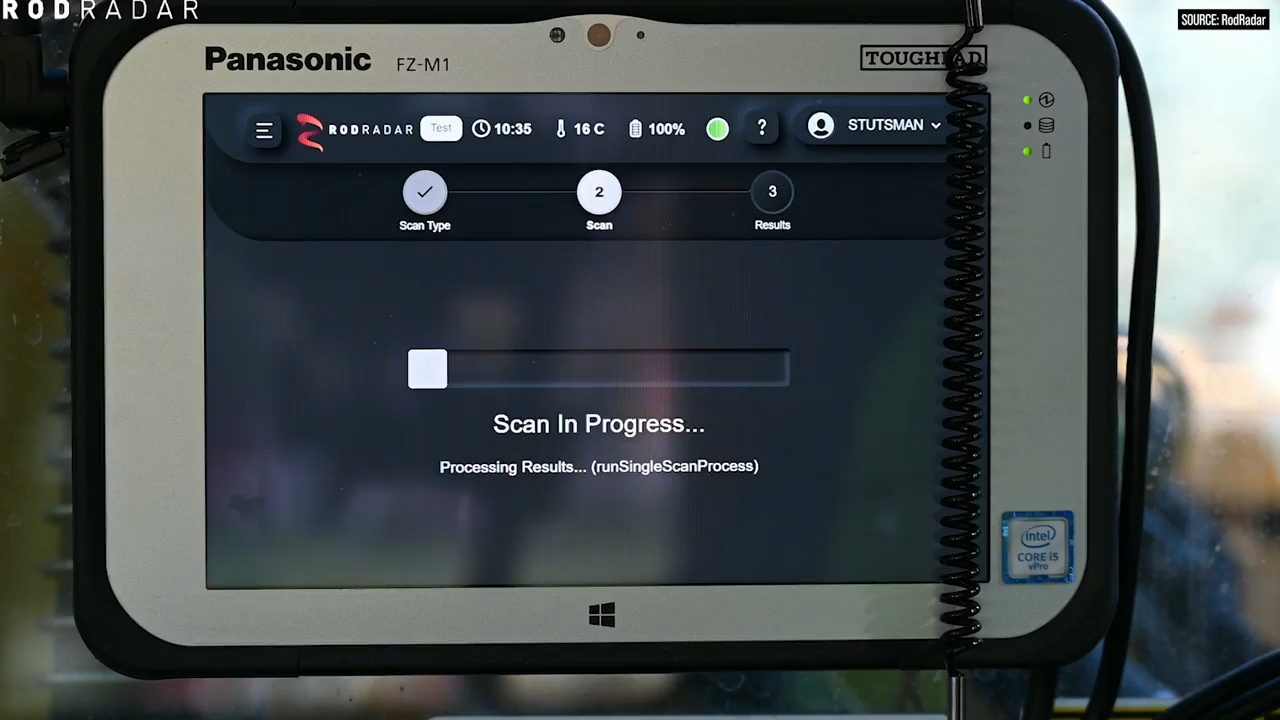 RODRADAR
SOURCE: RodRadar
Panasonic FZ-M1
TOUGHPAD
RODRADAR Test 10:35 16 C 100% ? STUTSMAN
2 3
Scan Type Scan Results
Scan In Progress...
Processing Results... (runSingleScanProcess)
intel
CORE i5
vPro